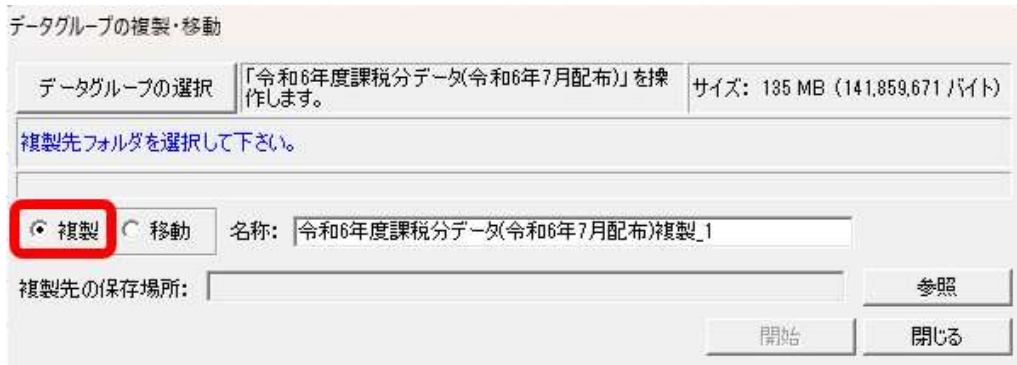 データグループの複製・移動
データグループの選択
「令和6年度課税分データ(令和6年7月配布)」を操
作します。
サイズ: 135 MB (141,859,671 バイト)
複製先フォルダを選択して下さい。
複製 移動 名称: 令和6年度課税分データ(令和6年7月配布)複製_1
複製先の保存場所: 参照
開始 閉じる